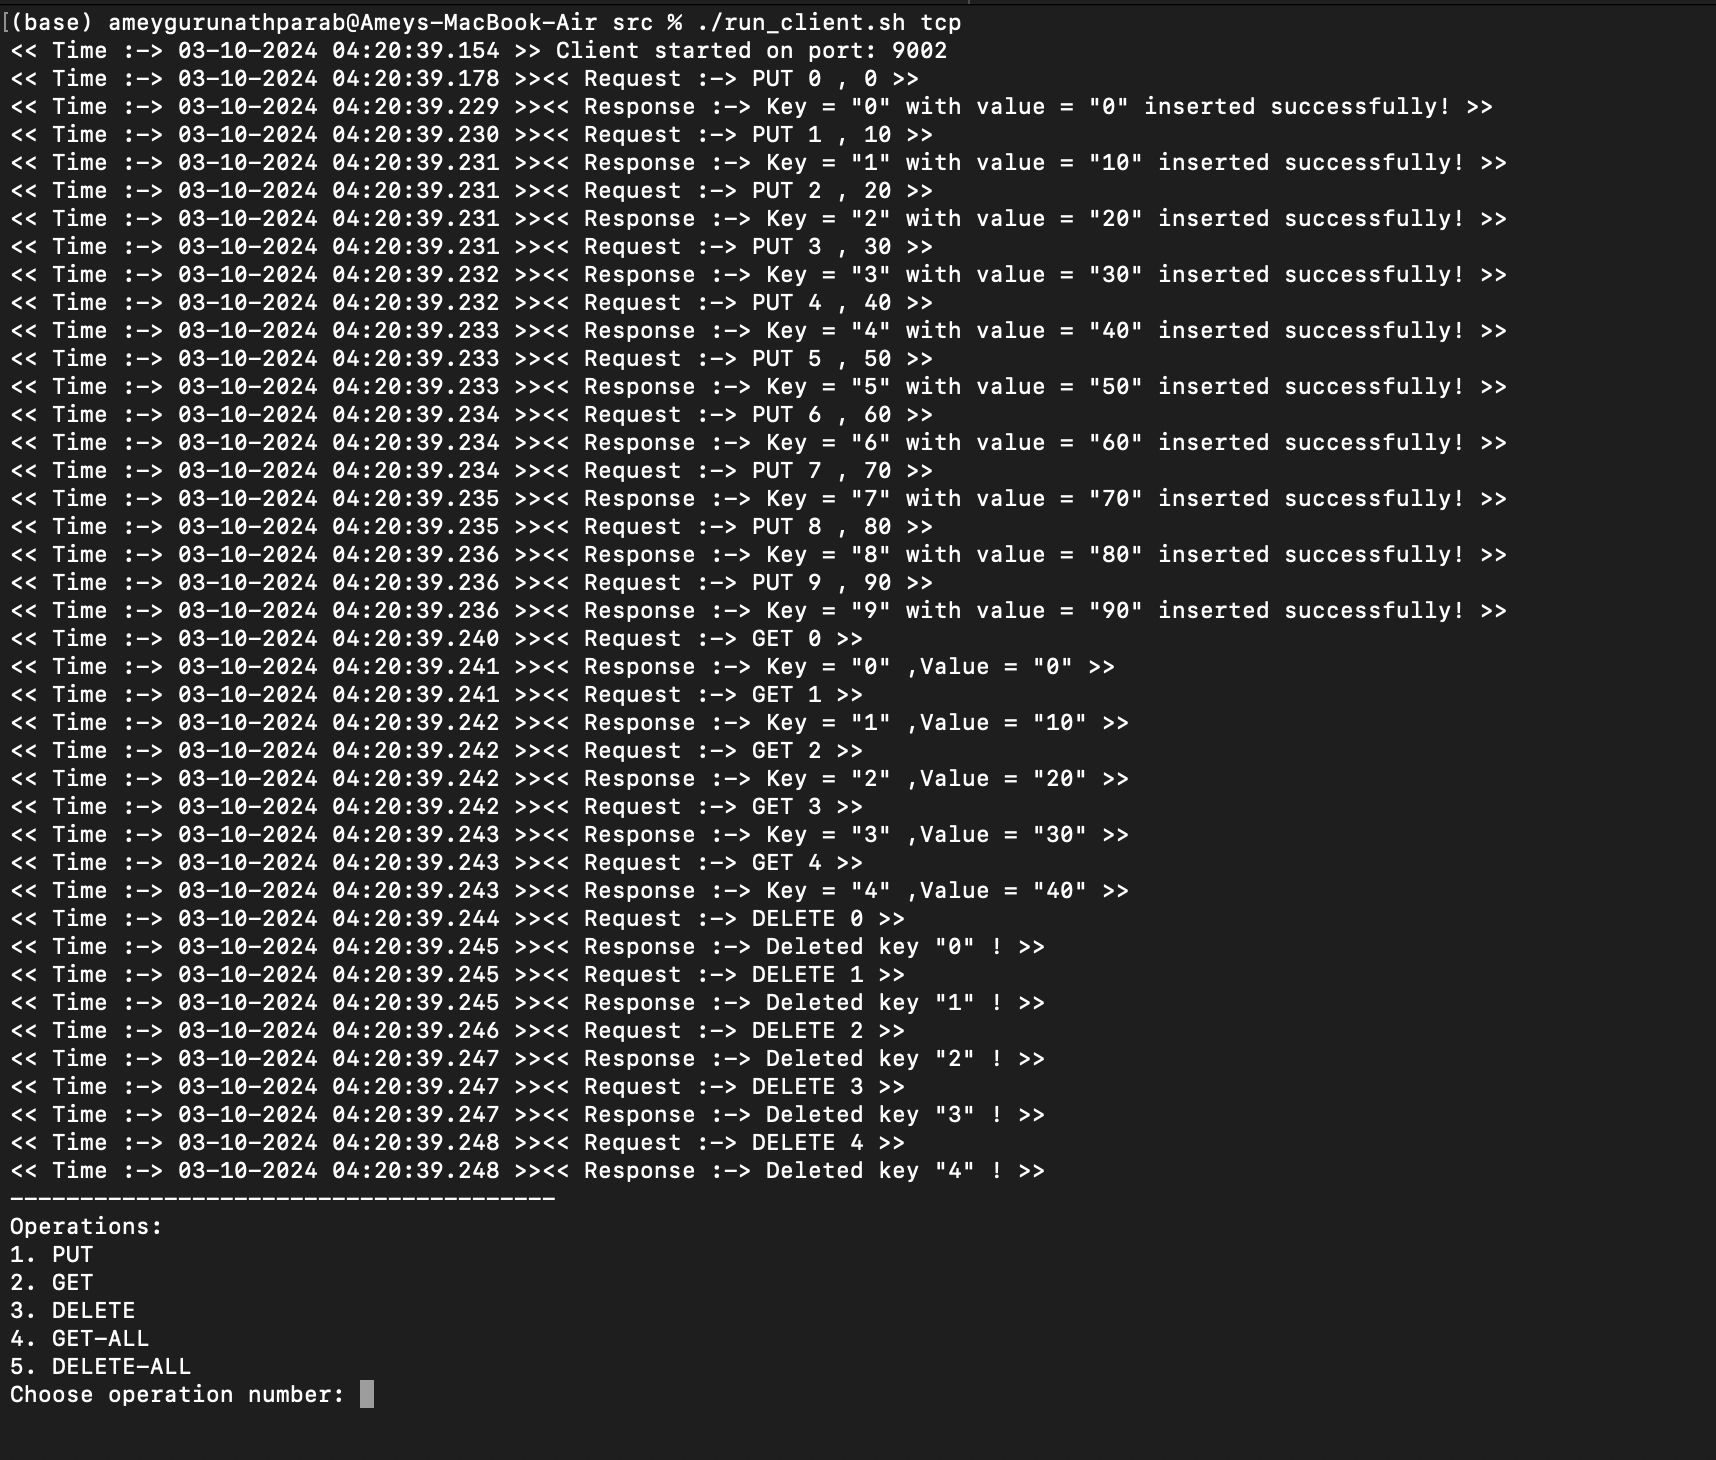 [(base) ameygurunathparab@Ameys-MacBook-Air src % ./run_client.sh tcp
<< Time :-> 03-10-2024 04:20:39.154 >> Client started on port: 9002
<< Time :-> 03-10-2024 04:20:39.178 >><< Request :-> PUT 0 , 0 >>
<< Time :-> 03-10-2024 04:20:39.229 >><< Response :-> Key = "0" with value = "0" inserted successfully! >>
<< Time :-> 03-10-2024 04:20:39.230 >><< Request :-> PUT 1 , 10 >>
<< Time :-> 03-10-2024 04:20:39.231 >><< Response :-> Key = "1" with value = "10" inserted successfully! >>
<< Time :-> 03-10-2024 04:20:39.231 >><< Request :-> PUT 2 , 20 >>
<< Time :-> 03-10-2024 04:20:39.231 >><< Response :-> Key = "2" with value = "20" inserted successfully! >>
<< Time :-> 03-10-2024 04:20:39.231 >><< Request :-> PUT 3 , 30 >>
<< Time :-> 03-10-2024 04:20:39.232 >><< Response :-> Key = "3" with value = "30" inserted successfully! >>
<< Time :-> 03-10-2024 04:20:39.232 >><< Request :-> PUT 4 , 40 >>
<< Time :-> 03-10-2024 04:20:39.233 >><< Response :-> Key = "4" with value = "40" inserted successfully! >>
<< Time :-> 03-10-2024 04:20:39.233 >><< Request :-> PUT 5 , 50 >>
<< Time :-> 03-10-2024 04:20:39.233 >><< Response :-> Key = "5" with value = "50" inserted successfully! >>
<< Time :-> 03-10-2024 04:20:39.234 >><< Request :-> PUT 6 , 60 >>
<< Time :-> 03-10-2024 04:20:39.234 >><< Response :-> Key = "6" with value = "60" inserted successfully! >>
<< Time :-> 03-10-2024 04:20:39.234 >><< Request :-> PUT 7 , 70 >>
<< Time :-> 03-10-2024 04:20:39.235 >><< Response :-> Key = "7" with value = "70" inserted successfully! >>
<< Time :-> 03-10-2024 04:20:39.235 >><< Request :-> PUT 8 , 80 >>
<< Time :-> 03-10-2024 04:20:39.236 >><< Response :-> Key = "8" with value = "80" inserted successfully! >>
<< Time :-> 03-10-2024 04:20:39.236 >><< Request :-> PUT 9 , 90 >>
<< Time :-> 03-10-2024 04:20:39.236 >><< Response :-> Key = "9" with value = "90" inserted successfully! >>
<< Time :-> 03-10-2024 04:20:39.240 >><< Request :-> GET 0 >>
<< Time :-> 03-10-2024 04:20:39.241 >><< Response :-> Key = "0" ,Value = "0" >>
<< Time :-> 03-10-2024 04:20:39.241 >><< Request :-> GET 1 >>
<< Time :-> 03-10-2024 04:20:39.242 >><< Response :-> Key = "1" ,Value = "10" >>
<< Time :-> 03-10-2024 04:20:39.242 >><< Request :-> GET 2 >>
<< Time :-> 03-10-2024 04:20:39.242 >><< Response :-> Key = "2" ,Value = "20" >>
<< Time :-> 03-10-2024 04:20:39.242 >><< Request :-> GET 3 >>
<< Time :-> 03-10-2024 04:20:39.243 >><< Response :-> Key = "3" ,Value = "30" >>
<< Time :-> 03-10-2024 04:20:39.243 >><< Request :-> GET 4 >>
<< Time :-> 03-10-2024 04:20:39.243 >><< Response :-> Key = "4" ,Value = "40" >>
<< Time :-> 03-10-2024 04:20:39.244 >><< Request :-> DELETE 0 >>
<< Time :-> 03-10-2024 04:20:39.245 >><< Response :-> Deleted key "0" ! >>
<< Time :-> 03-10-2024 04:20:39.245 >><< Request :-> DELETE 1 >>
<< Time :-> 03-10-2024 04:20:39.245 >><< Response :-> Deleted key "1" ! >>
<< Time :-> 03-10-2024 04:20:39.246 >><< Request :-> DELETE 2 >>
<< Time :-> 03-10-2024 04:20:39.247 >><< Response :-> Deleted key "2" ! >>
<< Time :-> 03-10-2024 04:20:39.247 >><< Request :-> DELETE 3 >>
<< Time :-> 03-10-2024 04:20:39.247 >><< Response :-> Deleted key "3" ! >>
<< Time :-> 03-10-2024 04:20:39.248 >><< Request :-> DELETE 4 >>
<< Time :-> 03-10-2024 04:20:39.248 >><< Response :-> Deleted key "4" ! >>
---------------------------------------
Operations:
1. PUT
2. GET
3. DELETE
4. GET-ALL
5. DELETE-ALL
Choose operation number: